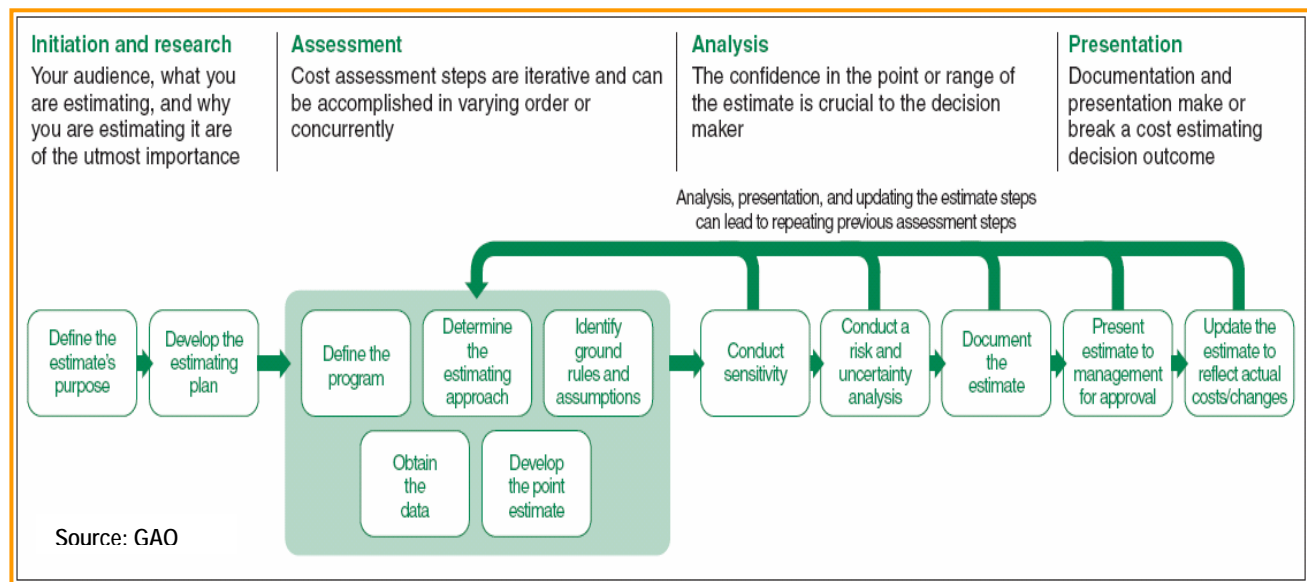 Initiation and research
Your audience, what you
are estimating, and why
you are estimating it are
of the utmost importance
Assessment
Cost assessment steps are iterative and can
be accomplished in varying order or
concurrently
Analysis
The confidence in the point or range of
the estimate is crucial to the decision
maker
Presentation
Documentation and
presentation make or
break a cost estimating
decision outcome
Analysis, presentation, and updating the estimate steps
can lead to repeating previous assessment steps
Define the
estimate's
purpose
Develop the
estimating
plan
Define the
program
Determine
the
estimating
approach
Identify
ground
rules and
assumptions
Obtain
the
data
Develop
the point
estimate
Conduct
sensitivity
Conduct a
risk and
uncertainty
analysis
Document
the
estimate
Present
estimate to
management
for approval
Update the
estimate to
reflect actual
costs/changes
Source: GAO